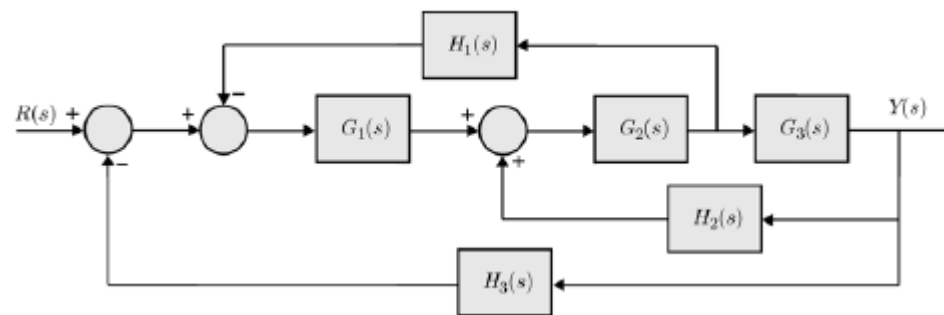 H₁(s)
R(s) + + − G₁(s) + G₂(s) G₃(s) Y(s)
− +
H₂(s)
H₃(s)